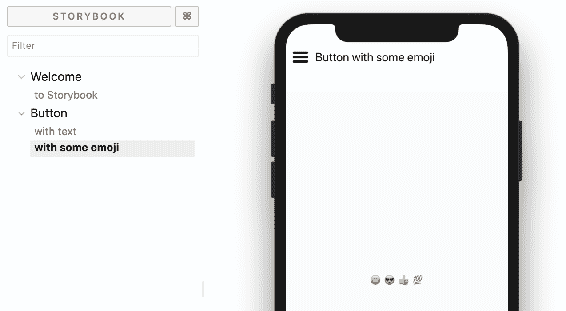 STORYBOOK ⌘
Filter
Welcome
to Storybook
Button
with text
with some emoji
Button with some emoji
😀 😎 👍 💯